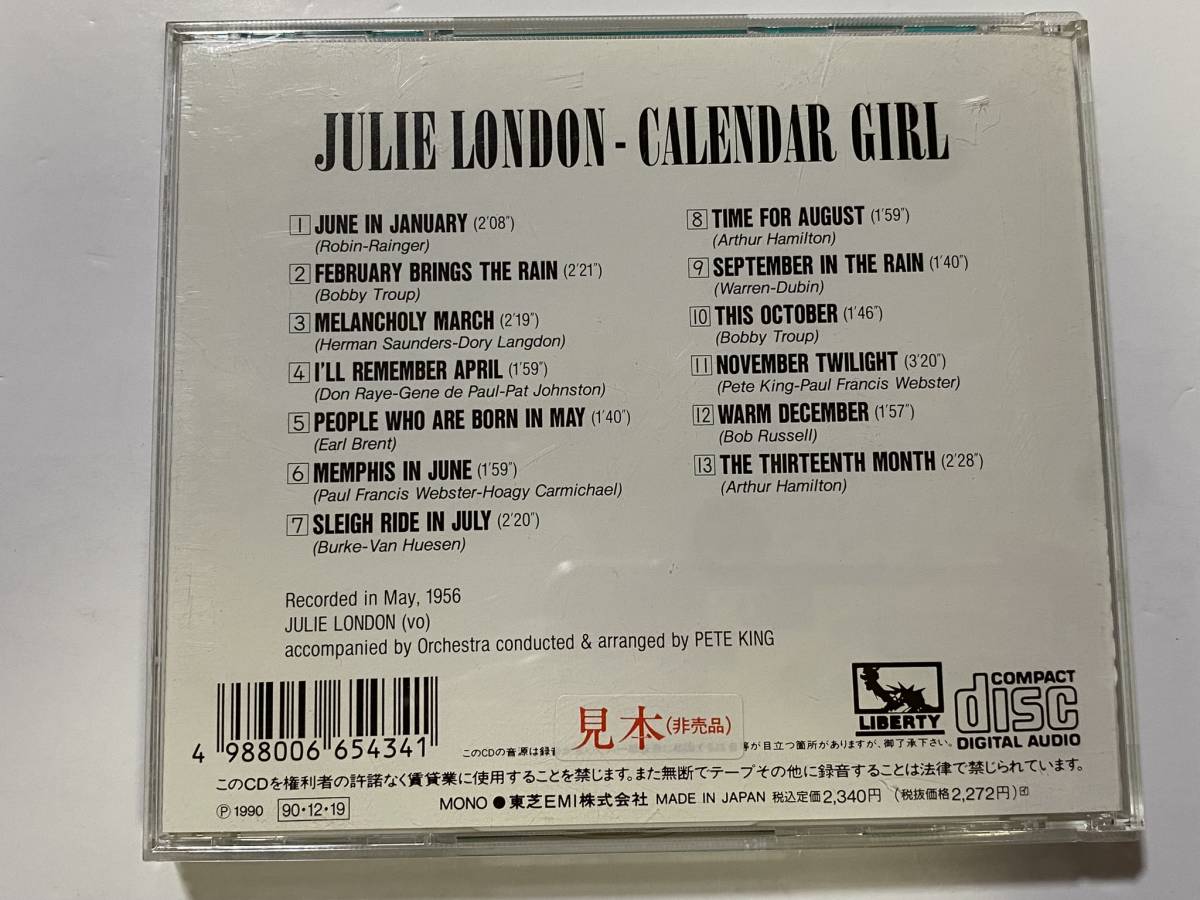 JULIE LONDON - CALENDAR GIRL
1 JUNE IN JANUARY (2'08")
(Robin-Rainger)
2 FEBRUARY BRINGS THE RAIN (2'21")
(Bobby Troup)
3 MELANCHOLY MARCH (2'19")
(Herman Saunders-Dory Langdon)
4 I'LL REMEMBER APRIL (1'59")
(Don Raye-Gene de Paul-Pat Johnston)
5 PEOPLE WHO ARE BORN IN MAY (1'40")
(Earl Brent)
6 MEMPHIS IN JUNE (1'59")
(Paul Francis Webster-Hoagy Carmichael)
7 SLEIGH RIDE IN JULY (2'20")
(Burke-Van Huesen)
8 TIME FOR AUGUST (1'59")
(Arthur Hamilton)
9 SEPTEMBER IN THE RAIN (1'40")
(Warren-Dubin)
10 THIS OCTOBER (1'46")
(Bobby Troup)
11 NOVEMBER TWILIGHT (3'20")
(Pete King-Paul Francis Webster)
12 WARM DECEMBER (1'57")
(Bob Russell)
13 THE THIRTEENTH MONTH (2'28")
(Arthur Hamilton)
Recorded in May, 1956
JULIE LONDON (vo)
accompanied by Orchestra conducted & arranged by PETE KING
4 988006 654341
見本(非売品)
LIBERTY
COMPACT
disc
DIGITAL AUDIO
このCDの音源は録音 が目立つ箇所がありますが、御了承下さい。
このCDを権利者の許諾なく賃貸業に使用することを禁じます。また無断でテープその他に録音することは法律で禁じられています。
Ⓟ 1990 90・12・19 MONO ● 東芝EMI株式会社 MADE IN JAPAN 税込定価2,340円 (税抜価格2,272円)